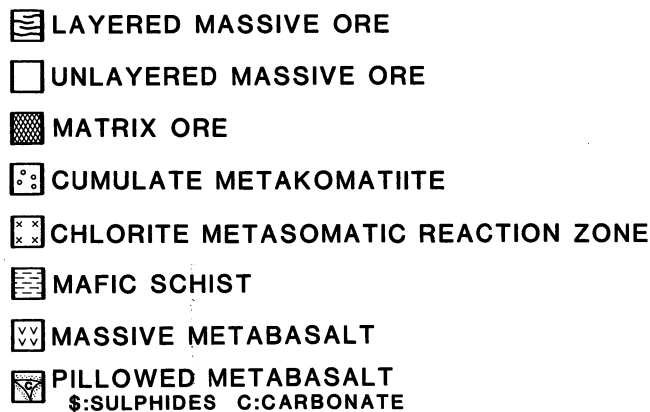 LAYERED MASSIVE ORE
UNLAYERED MASSIVE ORE
MATRIX ORE
CUMULATE METAKOMATIITE
CHLORITE METASOMATIC REACTION ZONE
MAFIC SCHIST
MASSIVE METABASALT
C PILLOWED METABASALT
$:SULPHIDES C:CARBONATE